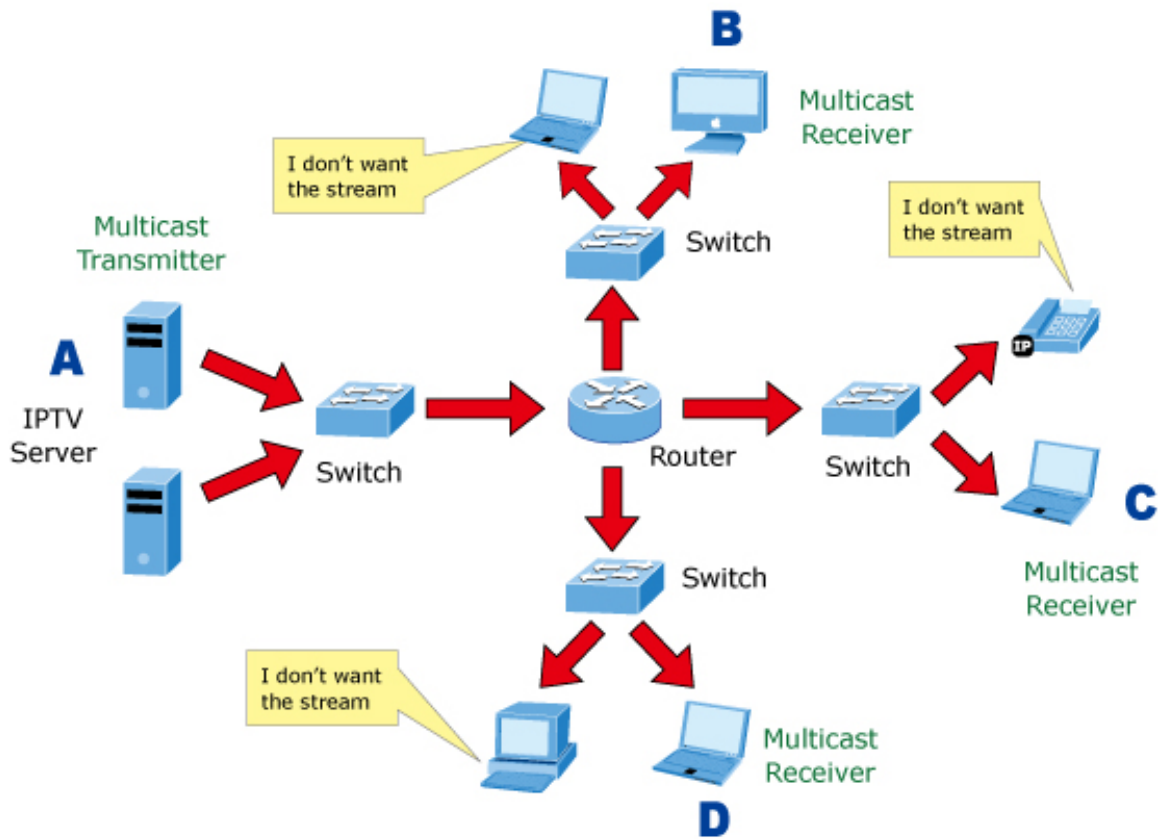 B
Multicast
Receiver
I don't want
the stream
Switch
I don't want
the stream
Multicast
Transmitter
A
IPTV
Server
Switch
Router
Switch
IP
C
Multicast
Receiver
Switch
I don't want
the stream
Multicast
Receiver
D